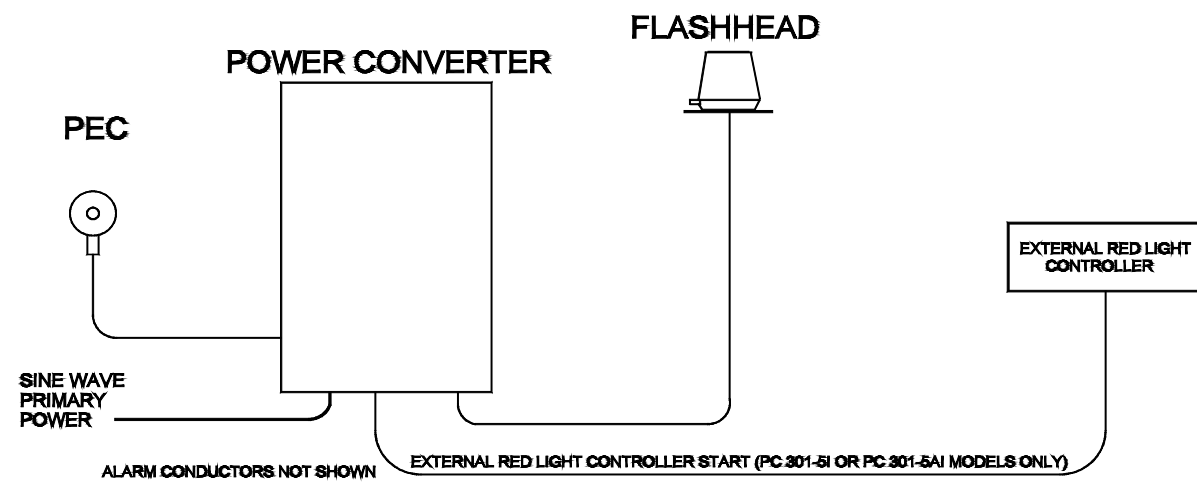 FLASHHEAD
POWER CONVERTER
PEC
EXTERNAL RED LIGHT
CONTROLLER
SINE WAVE
PRIMARY
POWER
ALARM CONDUCTORS NOT SHOWN
EXTERNAL RED LIGHT CONTROLLER START (PC 301-5I OR PC 301-5AI MODELS ONLY)